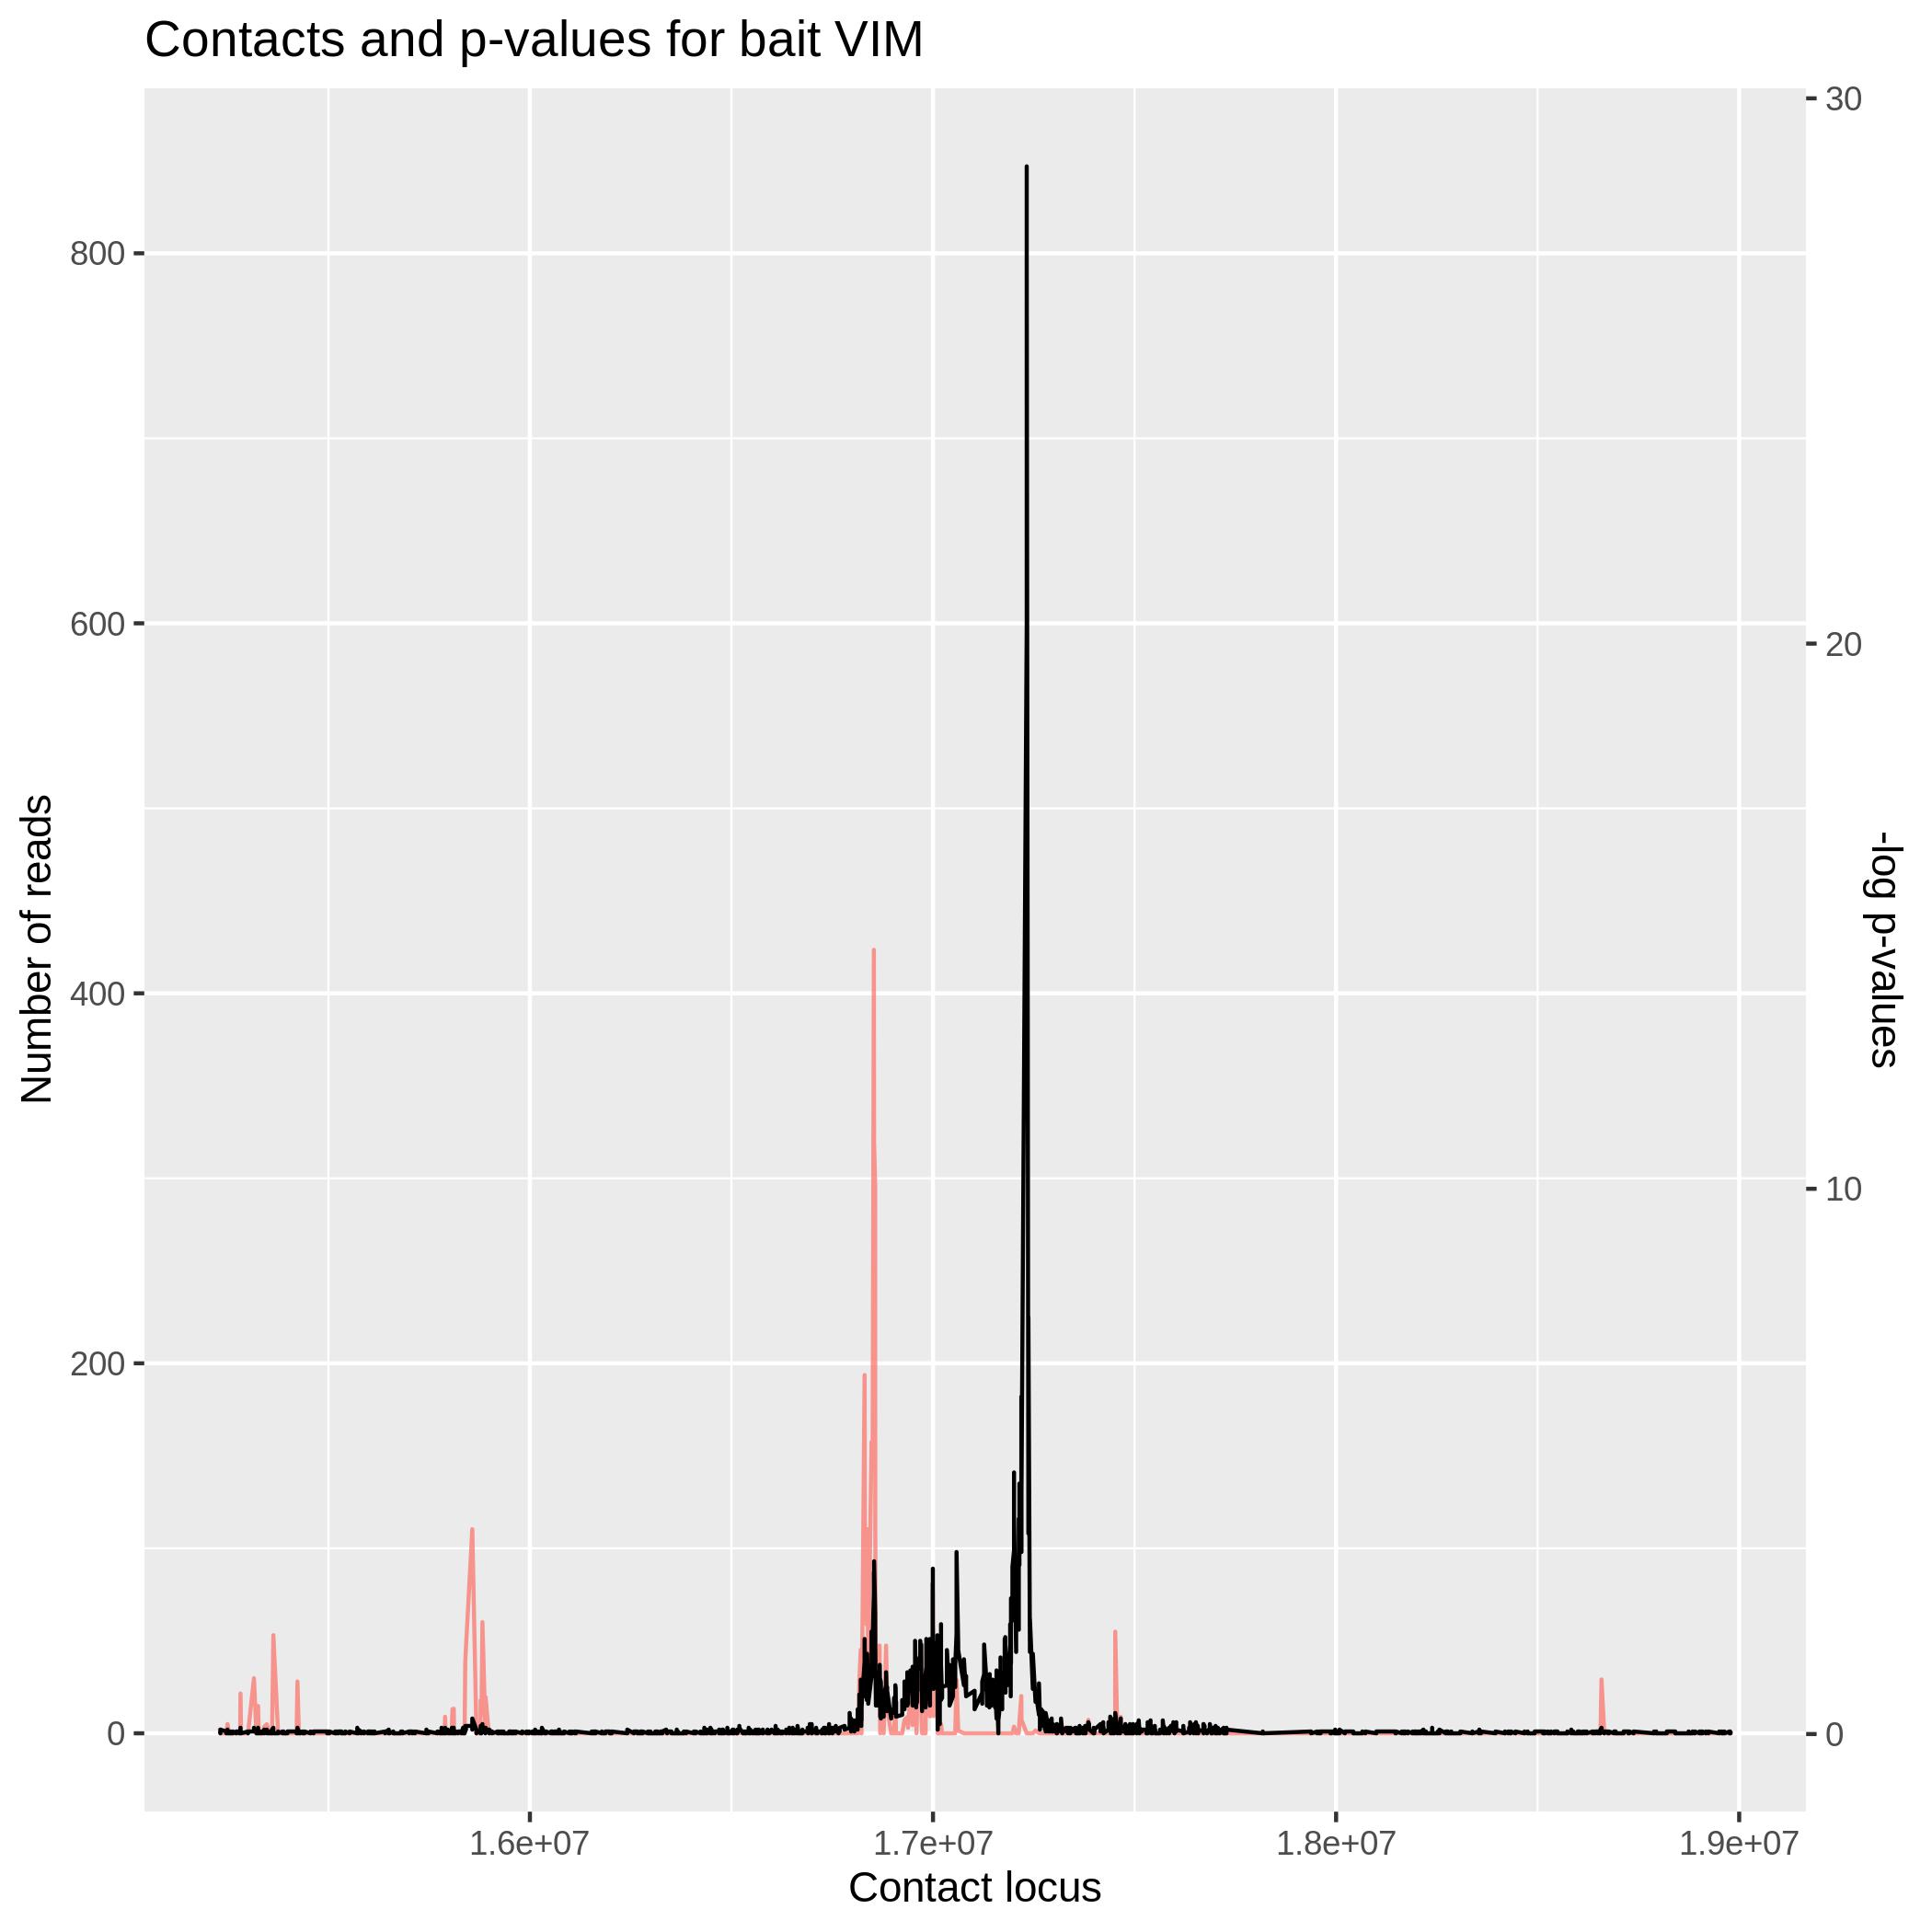 Contacts and p-values for bait VIM
30
800
600
20
Number of reads
-log p-values
400
10
200
0
0
1.6e+07
1.7e+07
1.8e+07
1.9e+07
Contact locus